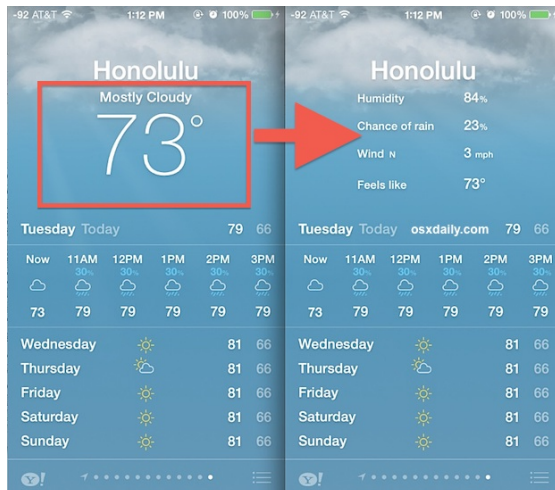 -92 AT&T 1:12 PM 100%
Honolulu
Mostly Cloudy
73°
Tuesday Today 79 66
Now 11AM 12PM 1PM 2PM 3PM
30% 30% 30% 30% 30%
73 79 79 79 79 79
Wednesday 81 66
Thursday 81 66
Friday 81 66
Saturday 81 66
Sunday 81 66
Y!
-92 AT&T 1:12 PM 100%
Honolulu
Humidity 84%
Chance of rain 23%
Wind N 3 mph
Feels like 73°
Tuesday Today osxdaily.com 79 66
Now 11AM 12PM 1PM 2PM 3PM
30% 30% 30% 30% 30%
73 79 79 79 79 79
Wednesday 81 66
Thursday 81 66
Friday 81 66
Saturday 81 66
Sunday 81 66
Y!